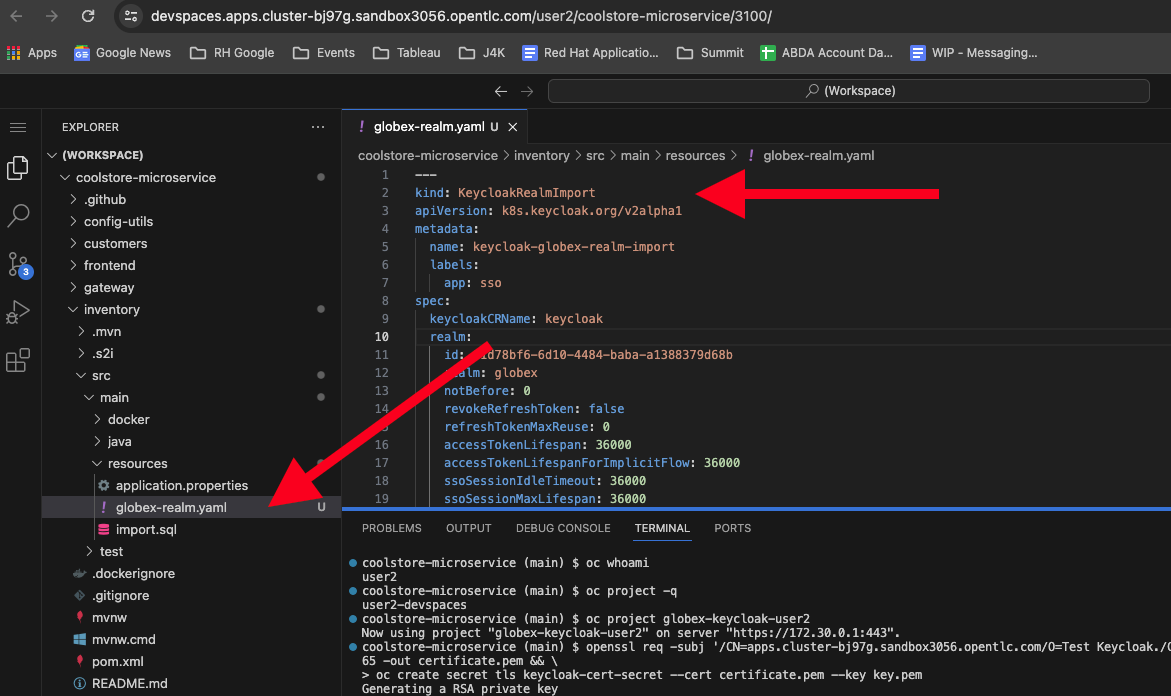 devspaces.apps.cluster-bj97g.sandbox3056.opentlc.com/user2/coolstore-microservice/3100/
Apps Google News RH Google Events Tableau J4K Red Hat Applicatio... Summit ABDA Account Da... WIP - Messaging...
(Workspace)
EXPLORER
(WORKSPACE)
coolstore-microservice
.github
config-utils
customers
frontend
gateway
inventory
.mvn
.s2i
src
main
docker
java
resources
application.properties
globex-realm.yaml U
import.sql
test
.dockerignore
.gitignore
mvnw
mvnw.cmd
pom.xml
README.md
3
globex-realm.yaml U
coolstore-microservice > inventory > src > main > resources > ! globex-realm.yaml
1 ---
2 kind: KeycloakRealmImport
3 apiVersion: k8s.keycloak.org/v2alpha1
4 metadata:
5 name: keycloak-globex-realm-import
6 labels:
7 app: sso
8 spec:
9 keycloakCRName: keycloak
10 realm:
11 id: d78bf6-6d10-4484-baba-a1388379d68b
12 globex
13 notBefore: 0
14 revokeRefreshToken: false
refreshTokenMaxReuse: 0
16 accessTokenLifespan: 36000
17 accessTokenLifespanForImplicitFlow: 36000
18 ssoSessionIdleTimeout: 36000
19 ssoSessionMaxLifespan: 36000
PROBLEMS OUTPUT DEBUG CONSOLE TERMINAL PORTS
coolstore-microservice (main) $ oc whoami
user2
coolstore-microservice (main) $ oc project -q
user2-devspaces
coolstore-microservice (main) $ oc project globex-keycloak-user2
Now using project "globex-keycloak-user2" on server "https://172.30.0.1:443".
coolstore-microservice (main) $ openssl req -subj '/CN=apps.cluster-bj97g.sandbox3056.opentlc.com/O=Test Keycloak./
65 -out certificate.pem && \
> oc create secret tls keycloak-cert-secret --cert certificate.pem --key key.pem
Generating a RSA private key